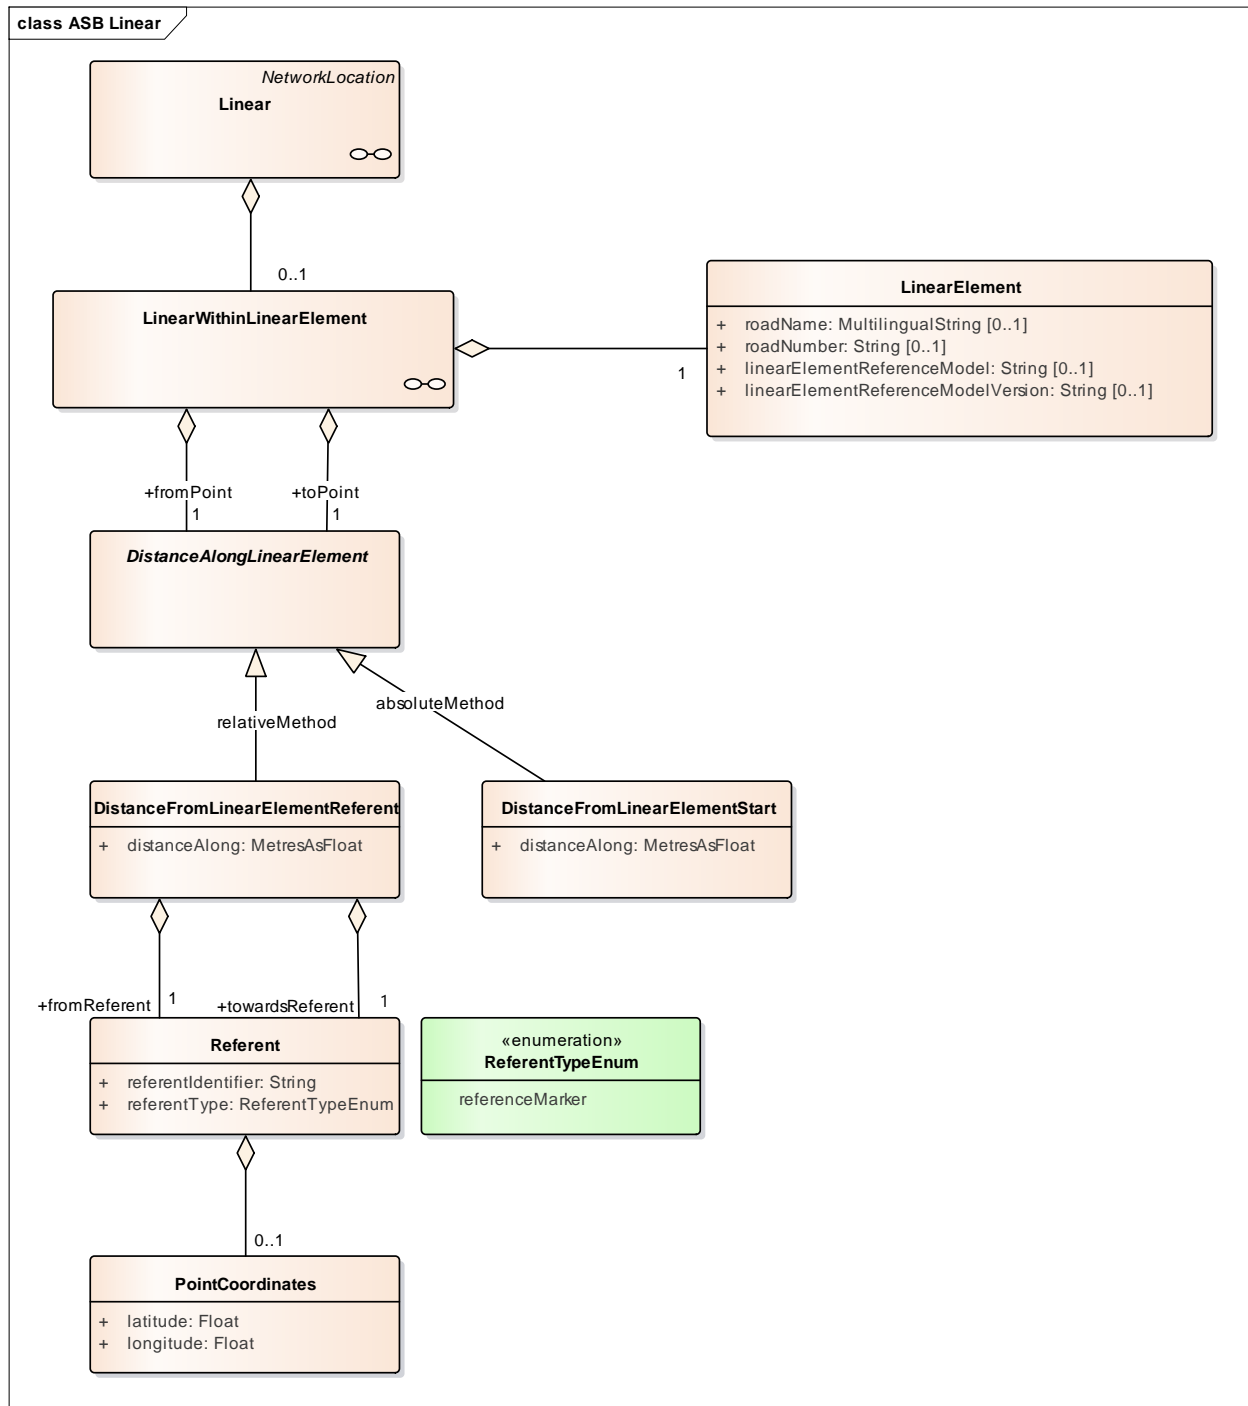 class ASB Linear
NetworkLocation
Linear
0..1
LinearWithinLinearElement
LinearElement
+ roadName: MultilingualString [0..1]
+ roadNumber: String [0..1]
+ linearElementReferenceModel: String [0..1]
+ linearElementReferenceModelVersion: String [0..1]
1
+fromPoint
1
+toPoint
1
DistanceAlongLinearElement
relativeMethod
absoluteMethod
DistanceFromLinearElementReferent
+ distanceAlong: MetresAsFloat
DistanceFromLinearElementStart
+ distanceAlong: MetresAsFloat
+fromReferent
1
+towardsReferent
1
Referent
+ referentIdentifier: String
+ referentType: ReferentTypeEnum
«enumeration»
ReferentTypeEnum
referenceMarker
0..1
PointCoordinates
+ latitude: Float
+ longitude: Float